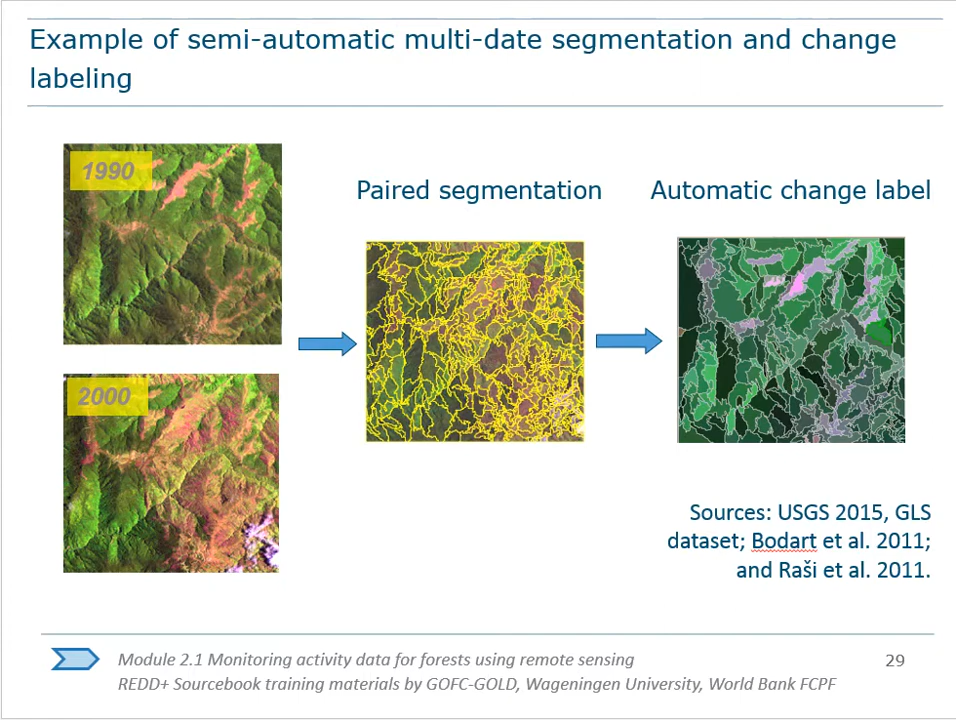 Example of semi-automatic multi-date segmentation and change
labeling
1990
Paired segmentation
Automatic change label
2000
Sources: USGS 2015, GLS
dataset; Bodart et al. 2011;
and Raši et al. 2011.
Module 2.1 Monitoring activity data for forests using remote sensing
REDD+ Sourcebook training materials by GOFC-GOLD, Wageningen University, World Bank FCPF
29